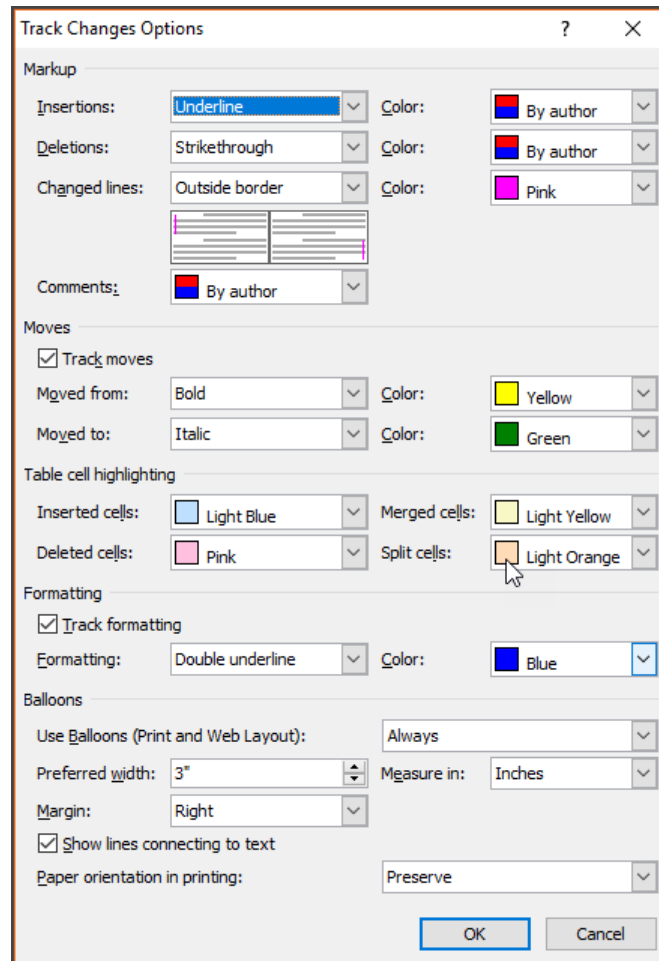 Track Changes Options ?
Markup
Insertions: Underline Color: By author
Deletions: Strikethrough Color: By author
Changed lines: Outside border Color: Pink
Comments: By author
Moves
Track moves
Moved from: Bold Color: Yellow
Moved to: Italic Color: Green
Table cell highlighting
Inserted cells: Light Blue Merged cells: Light Yellow
Deleted cells: Pink Split cells: Light Orange
Formatting
Track formatting
Formatting: Double underline Color: Blue
Balloons
Use Balloons (Print and Web Layout): Always
Preferred width: 3" Measure in: Inches
Margin: Right
Show lines connecting to text
Paper orientation in printing: Preserve
OK Cancel